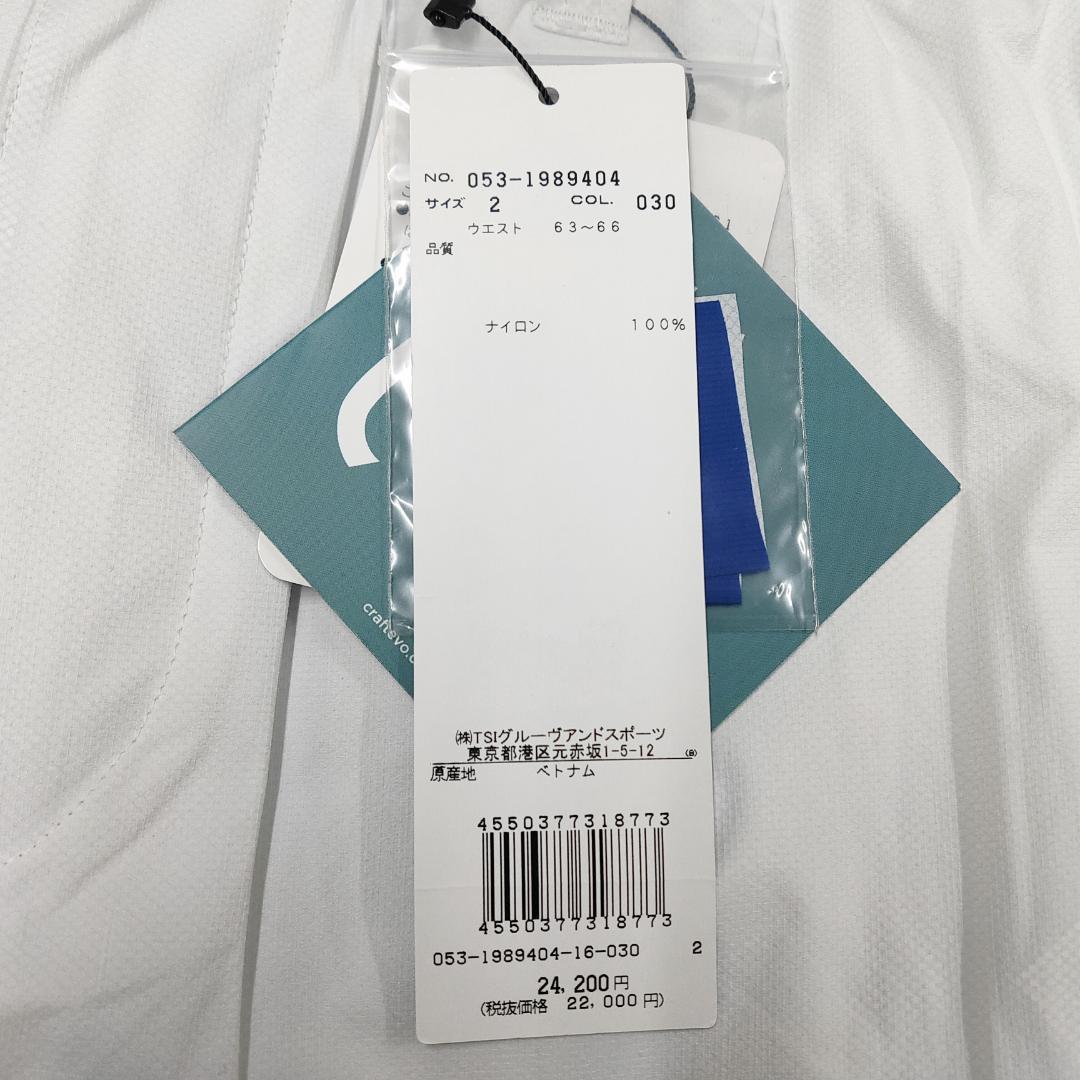 NO. 053-1989404
サイズ 2 COL. 030
ウエスト 63～66
品質
ナイロン 100%
㈱TSIグルーヴアンドスポーツ
東京都港区元赤坂1-5-12
原産地 ベトナム
4550377318773
4550377318773
053-1989404-16-030 2
24,200円
(税抜価格 22,000円)
craftevo.c